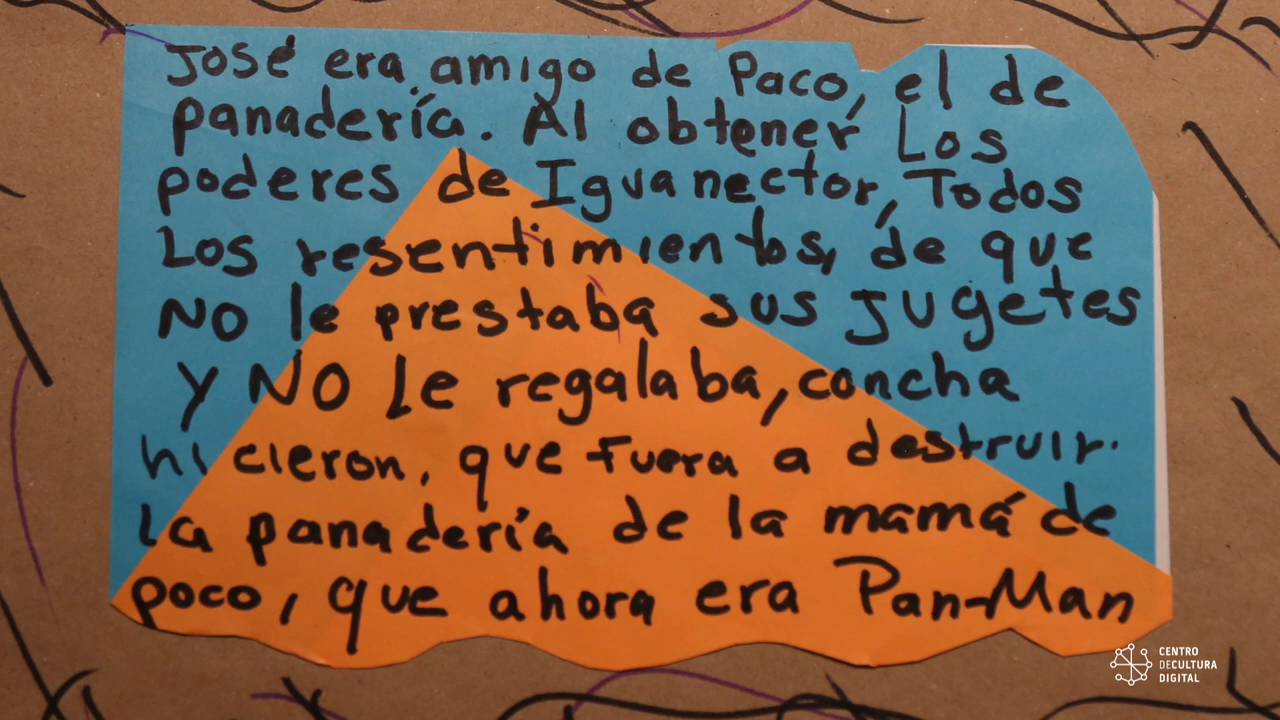 José era amigo de Paco, el de
panadería. Al obtener Los
poderes de Iguanector, Todos
Los resentimientos, de que
NO le prestaba sus jugetes
y NO le regalaba, concha
hicieron, que fuera a destruir.
La panadería de la mamá de
poco, que ahora era Pan-Man
CENTRO
DECULTURA
DIGITAL